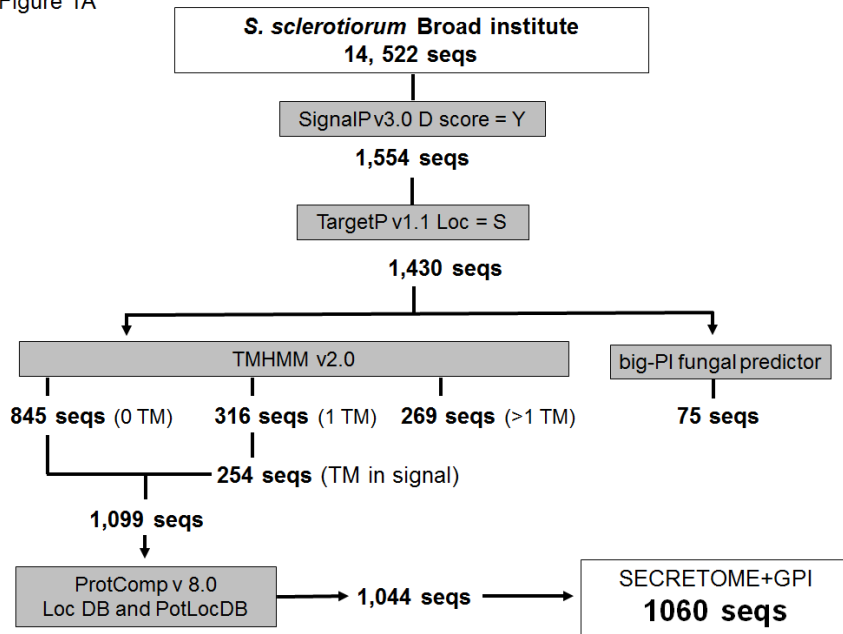 Figure 1A
S. sclerotiorum Broad institute
14, 522 seqs
SignalP v3.0 D score = Y
1,554 seqs
TargetP v1.1 Loc = S
1,430 seqs
TMHMM v2.0
big-PI fungal predictor
845 seqs (0 TM)
316 seqs (1 TM)
269 seqs (>1 TM)
75 seqs
254 seqs (TM in signal)
1,099 seqs
ProtComp v 8.0
Loc DB and PotLocDB
1,044 seqs
SECRETOME+GPI
1060 seqs